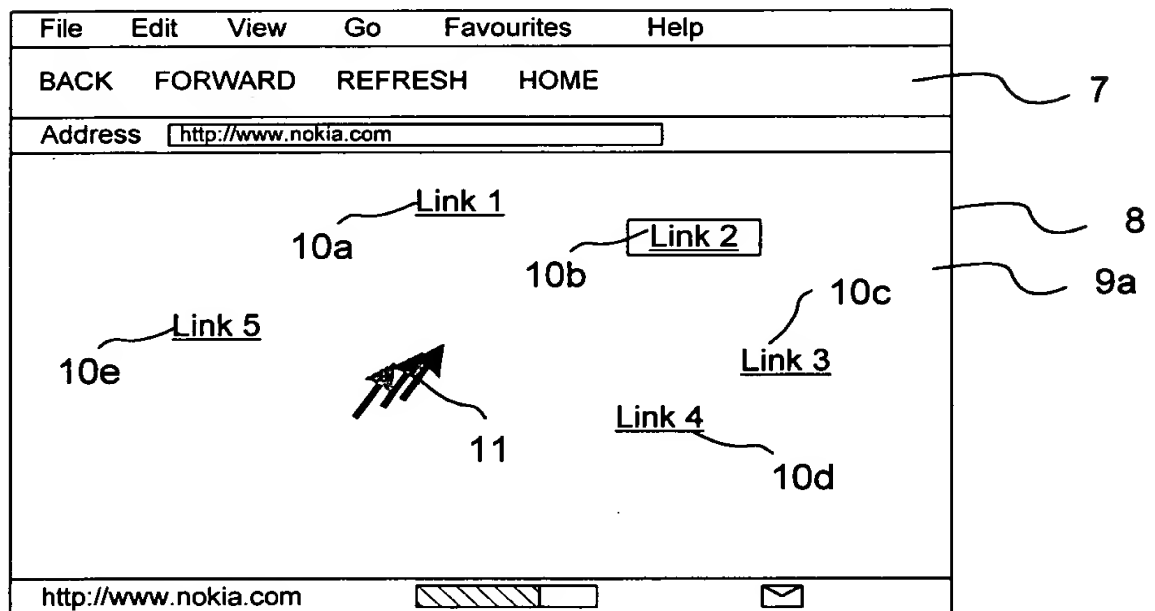 File Edit View Go Favourites Help
BACK FORWARD REFRESH HOME
7
Address http://www.nokia.com
Link 1
10a
Link 2
10b
8
9a
10c
Link 5
10e
Link 3
11
Link 4
10d
http://www.nokia.com